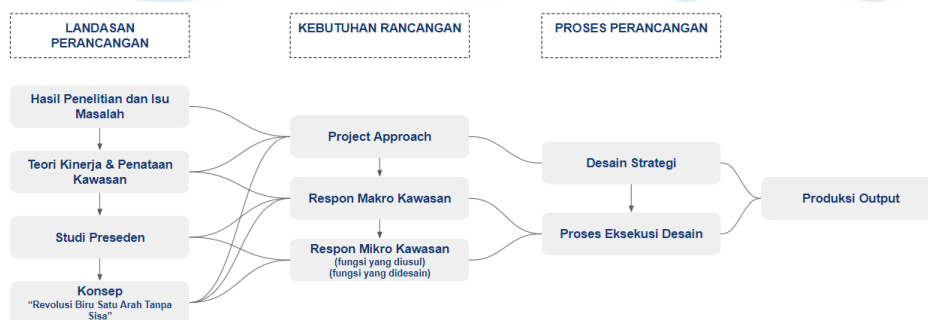 LANDASAN
PERANCANGAN
KEBUTUHAN RANCANGAN
PROSES PERANCANGAN
Hasil Penelitian dan Isu
Masalah
Teori Kinerja & Penataan
Kawasan
Studi Preseden
Konsep
"Revolusi Biru Satu Arah Tanpa
Sisa"
Project Approach
Respon Makro Kawasan
Respon Mikro Kawasan
(fungsi yang diusul)
(fungsi yang didesain)
Desain Strategi
Proses Eksekusi Desain
Produksi Output